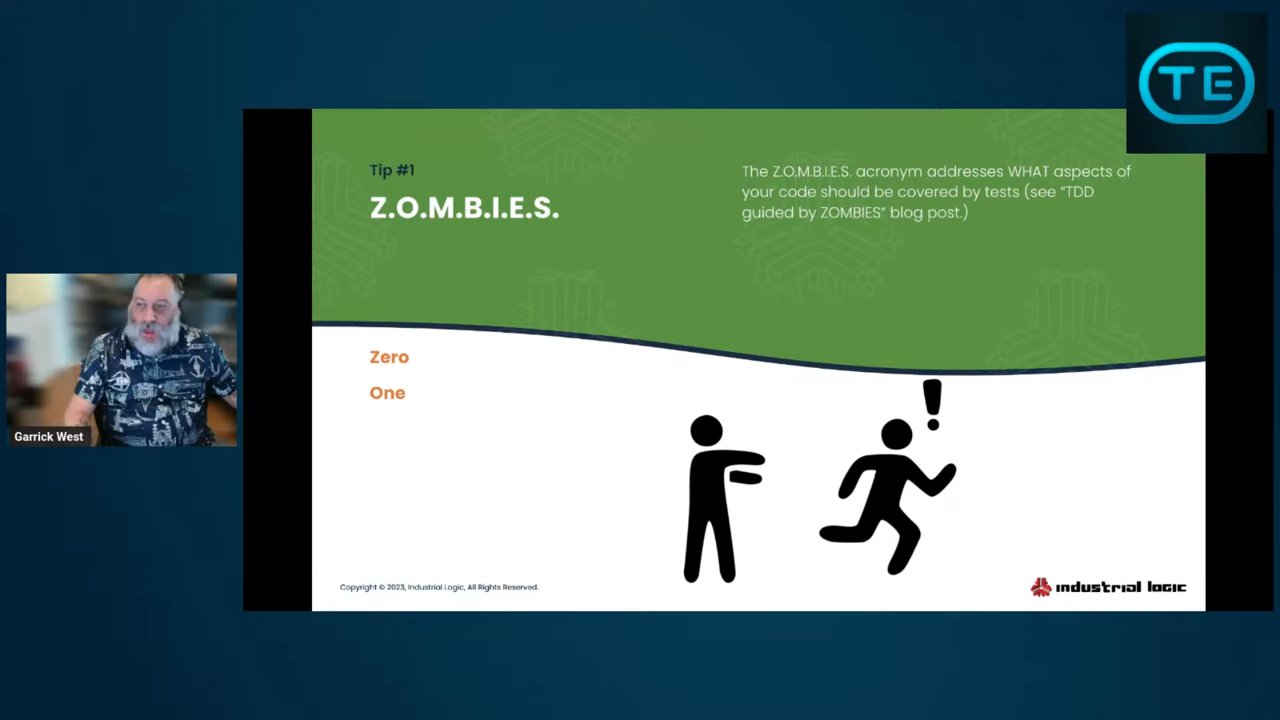 TE
Tip #1
Z.O.M.B.I.E.S.
The Z.O.M.B.I.E.S. acronym addresses WHAT aspects of
your code should be covered by tests (see “TDD
guided by ZOMBIES” blog post.)
Zero
One
!
Garrick West
Copyright © 2023, Industrial Logic, All Rights Reserved.
industrial logic